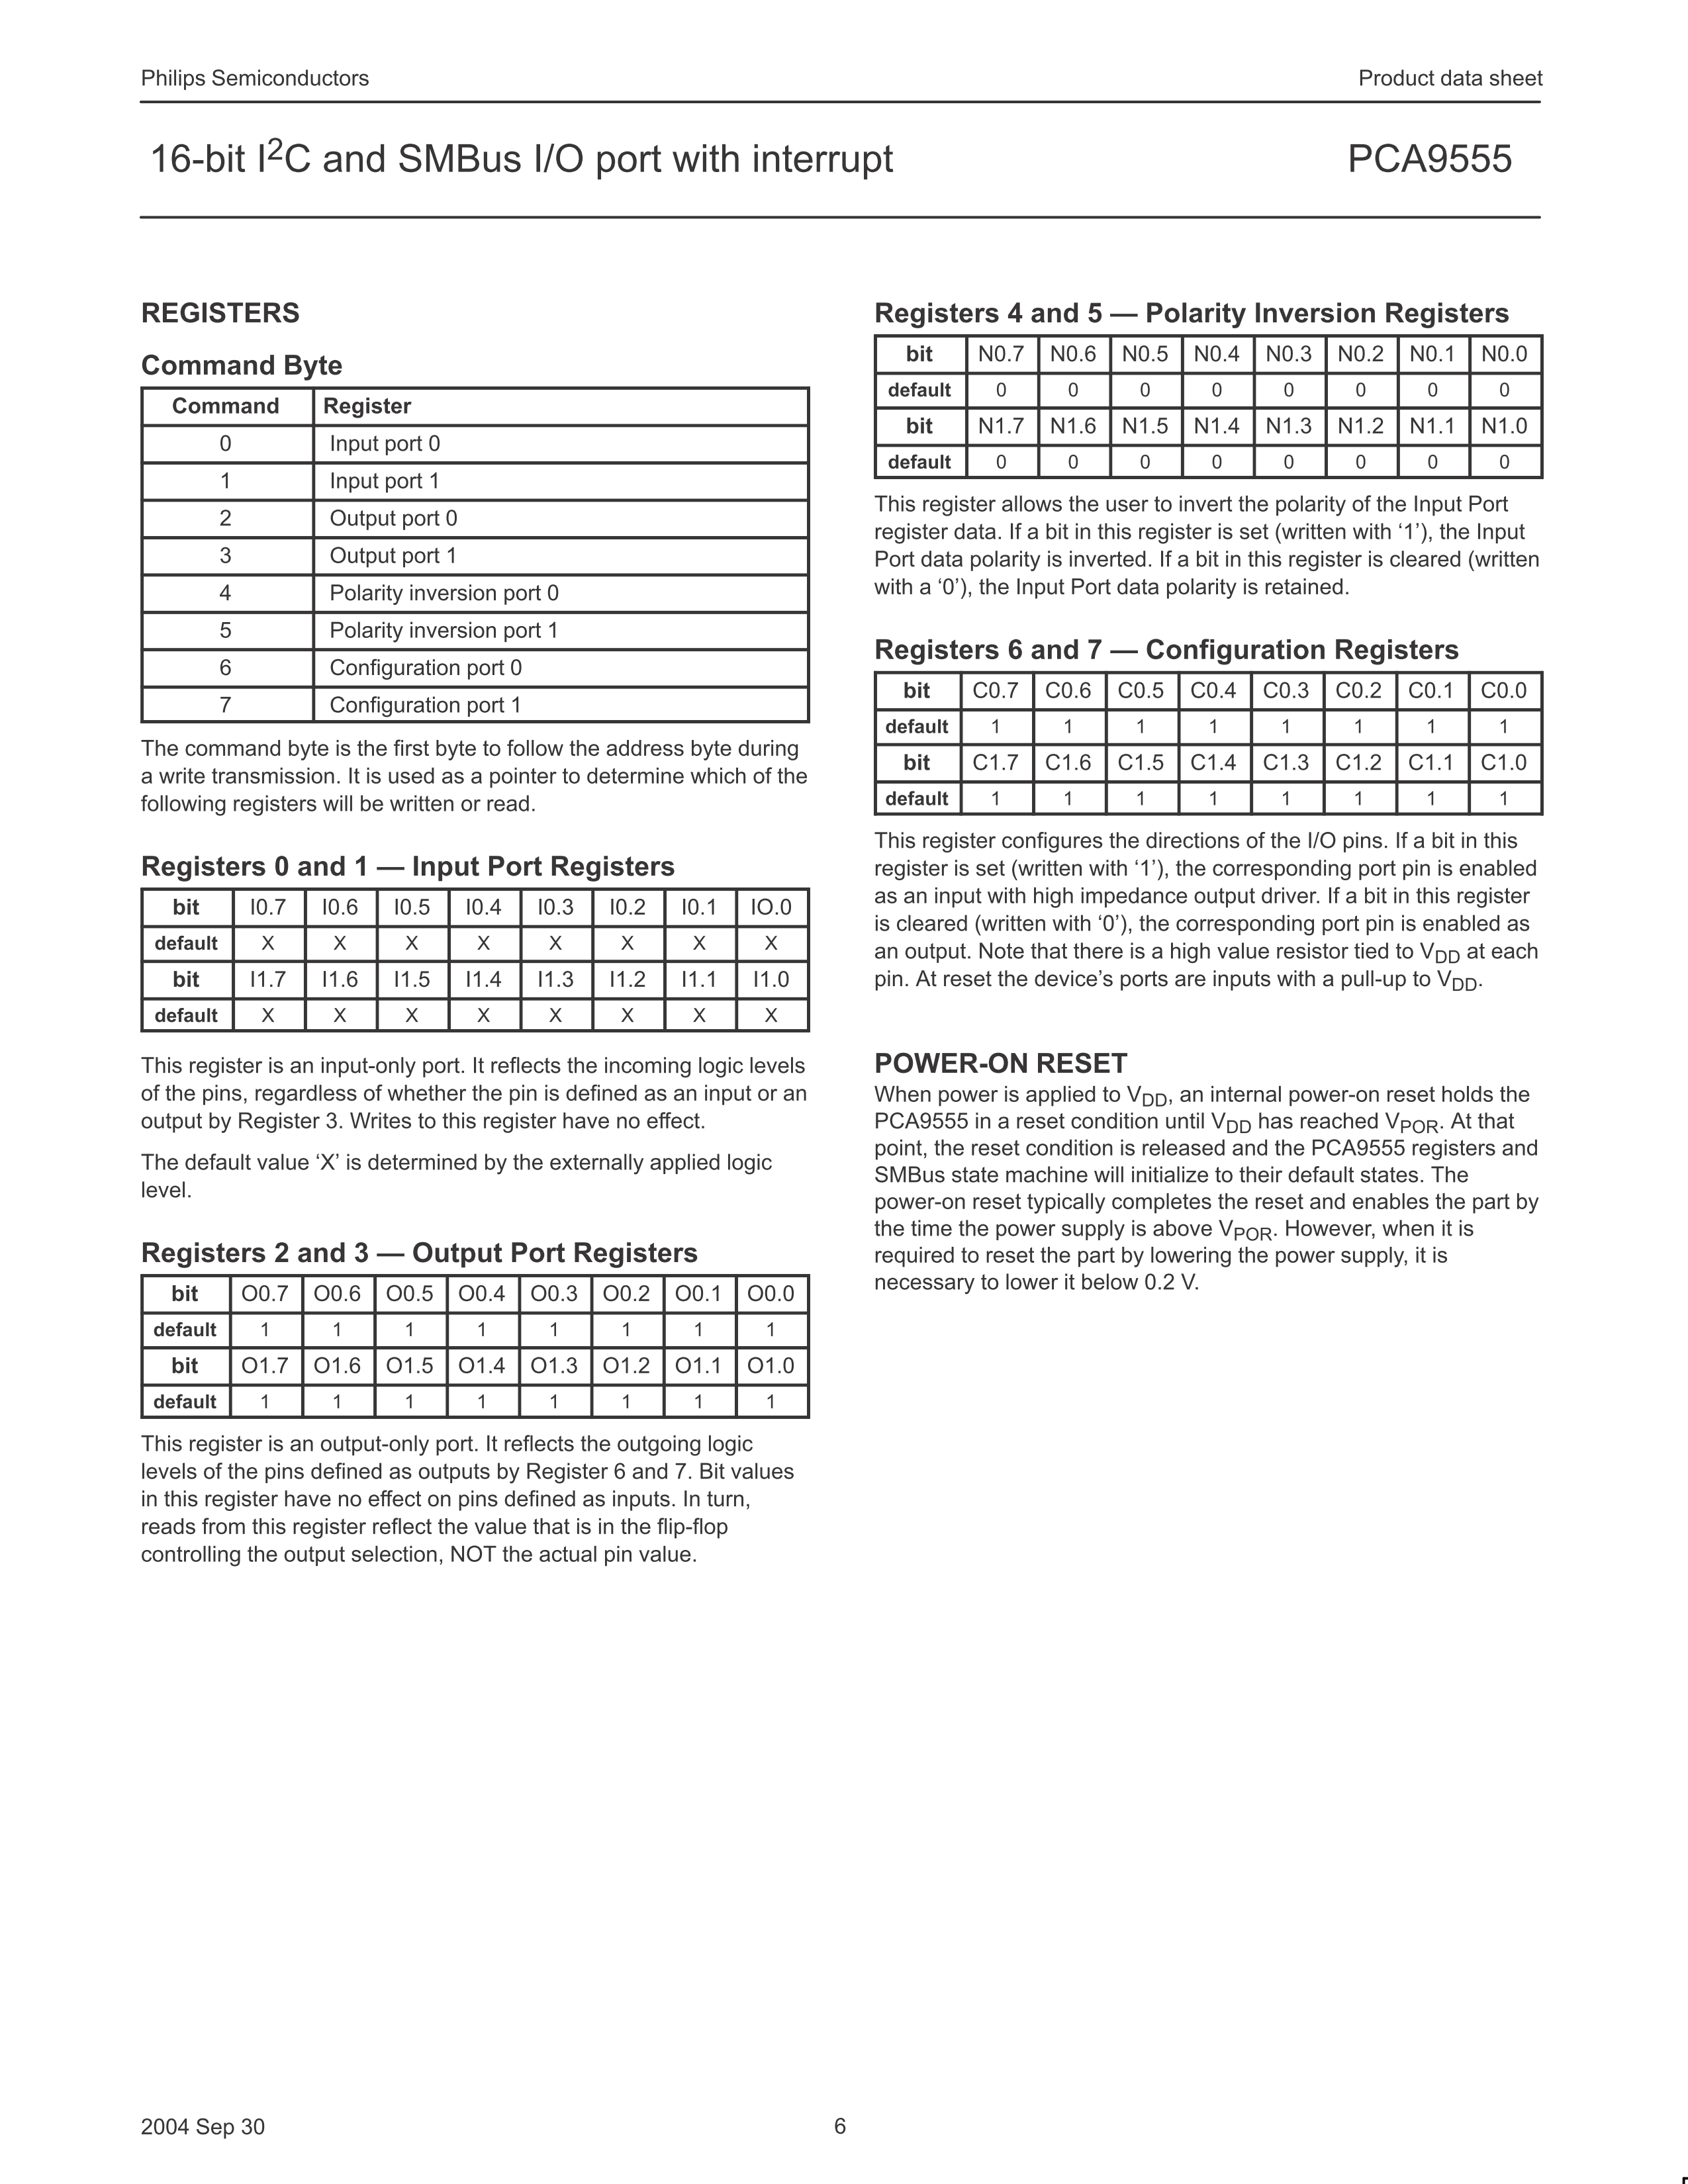 Philips Semiconductors Product data sheet
16-bit I2C and SMBus I/O port with interrupt PCA9555
REGISTERS
Command Byte
Command Register
0 Input port 0
1 Input port 1
2 Output port 0
3 Output port 1
4 Polarity inversion port 0
5 Polarity inversion port 1
6 Configuration port 0
7 Configuration port 1
The command byte is the first byte to follow the address byte during
a write transmission. It is used as a pointer to determine which of the
following registers will be written or read.
Registers 0 and 1 — Input Port Registers
bit I0.7 I0.6 I0.5 I0.4 I0.3 I0.2 I0.1 IO.0
default X X X X X X X X
bit I1.7 I1.6 I1.5 I1.4 I1.3 I1.2 I1.1 I1.0
default X X X X X X X X
This register is an input-only port. It reflects the incoming logic levels
of the pins, regardless of whether the pin is defined as an input or an
output by Register 3. Writes to this register have no effect.
The default value ‘X’ is determined by the externally applied logic
level.
Registers 2 and 3 — Output Port Registers
bit O0.7 O0.6 O0.5 O0.4 O0.3 O0.2 O0.1 O0.0
default 1 1 1 1 1 1 1 1
bit O1.7 O1.6 O1.5 O1.4 O1.3 O1.2 O1.1 O1.0
default 1 1 1 1 1 1 1 1
This register is an output-only port. It reflects the outgoing logic
levels of the pins defined as outputs by Register 6 and 7. Bit values
in this register have no effect on pins defined as inputs. In turn,
reads from this register reflect the value that is in the flip-flop
controlling the output selection, NOT the actual pin value.
Registers 4 and 5 — Polarity Inversion Registers
bit N0.7 N0.6 N0.5 N0.4 N0.3 N0.2 N0.1 N0.0
default 0 0 0 0 0 0 0 0
bit N1.7 N1.6 N1.5 N1.4 N1.3 N1.2 N1.1 N1.0
default 0 0 0 0 0 0 0 0
This register allows the user to invert the polarity of the Input Port
register data. If a bit in this register is set (written with ‘1’), the Input
Port data polarity is inverted. If a bit in this register is cleared (written
with a ‘0’), the Input Port data polarity is retained.
Registers 6 and 7 — Configuration Registers
bit C0.7 C0.6 C0.5 C0.4 C0.3 C0.2 C0.1 C0.0
default 1 1 1 1 1 1 1 1
bit C1.7 C1.6 C1.5 C1.4 C1.3 C1.2 C1.1 C1.0
default 1 1 1 1 1 1 1 1
This register configures the directions of the I/O pins. If a bit in this
register is set (written with ‘1’), the corresponding port pin is enabled
as an input with high impedance output driver. If a bit in this register
is cleared (written with ‘0’), the corresponding port pin is enabled as
an output. Note that there is a high value resistor tied to VDD at each
pin. At reset the device’s ports are inputs with a pull-up to VDD.
POWER-ON RESET
When power is applied to VDD, an internal power-on reset holds the
PCA9555 in a reset condition until VDD has reached VPOR. At that
point, the reset condition is released and the PCA9555 registers and
SMBus state machine will initialize to their default states. The
power-on reset typically completes the reset and enables the part by
the time the power supply is above VPOR. However, when it is
required to reset the part by lowering the power supply, it is
necessary to lower it below 0.2 V.
2004 Sep 30 6